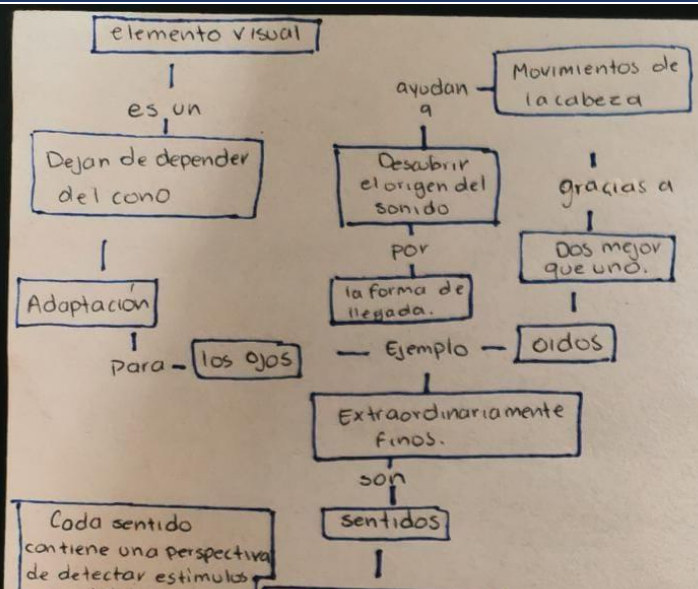 elemento visual
es un
Dejan de depender
del cono
Adaptación
para
los ojos
Movimientos de
la cabeza
ayudan
a
Descubrir
el origen del
sonido
por
la forma de
llegada.
gracias a
Dos mejor
que uno.
Ejemplo
oidos
Extraordinariamente
Finos.
son
sentidos
Cada sentido
contiene una perspectiva
de detectar estimulos